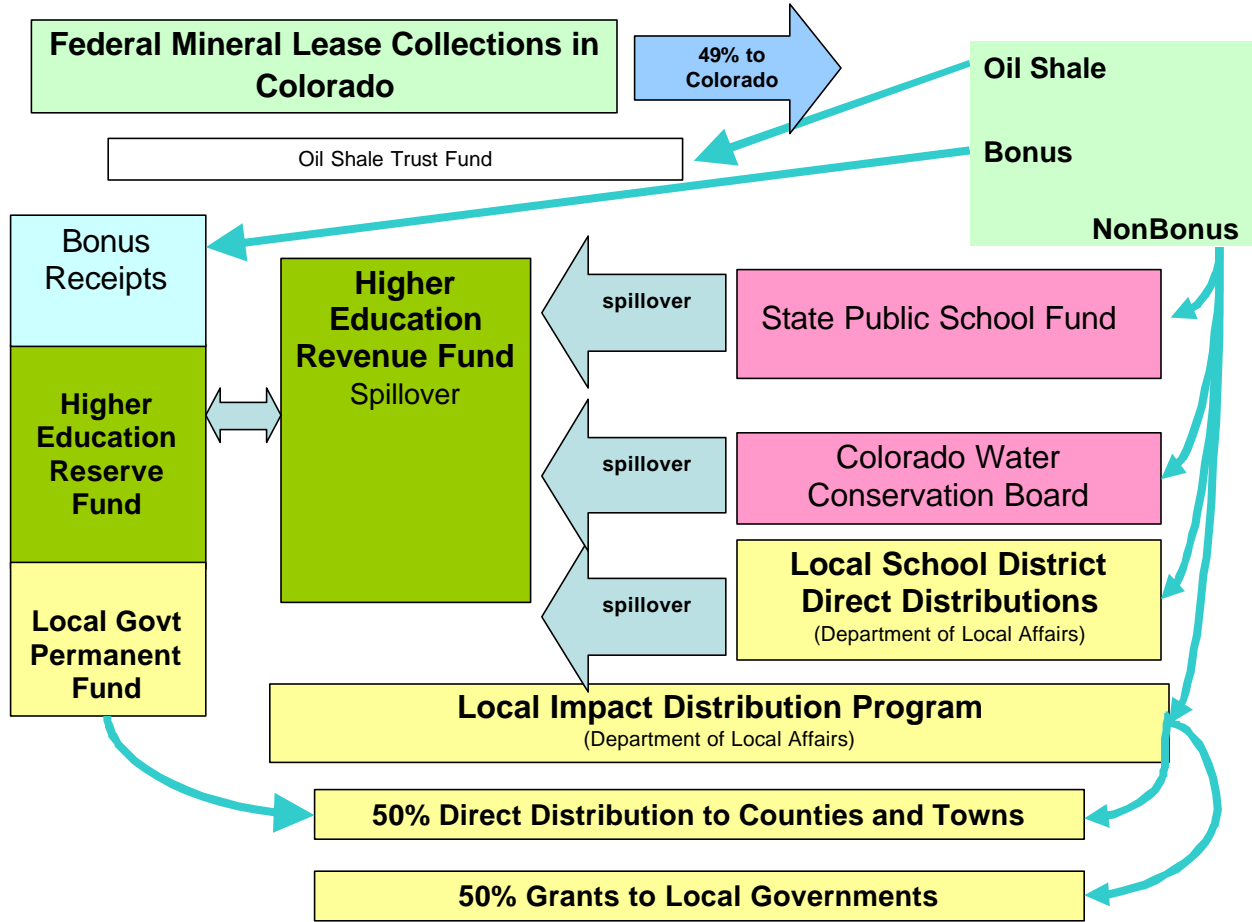 Federal Mineral Lease Collections in
Colorado
49% to
Colorado
Oil Shale
Oil Shale Trust Fund
Bonus
NonBonus
Bonus
Receipts
Higher
Education
Revenue Fund
Spillover
spillover
State Public School Fund
Higher
Education
Reserve
Fund
spillover
Colorado Water
Conservation Board
Local School District
Direct Distributions
(Department of Local Affairs)
spillover
Local Govt
Permanent
Fund
Local Impact Distribution Program
(Department of Local Affairs)
50% Direct Distribution to Counties and Towns
50% Grants to Local Governments